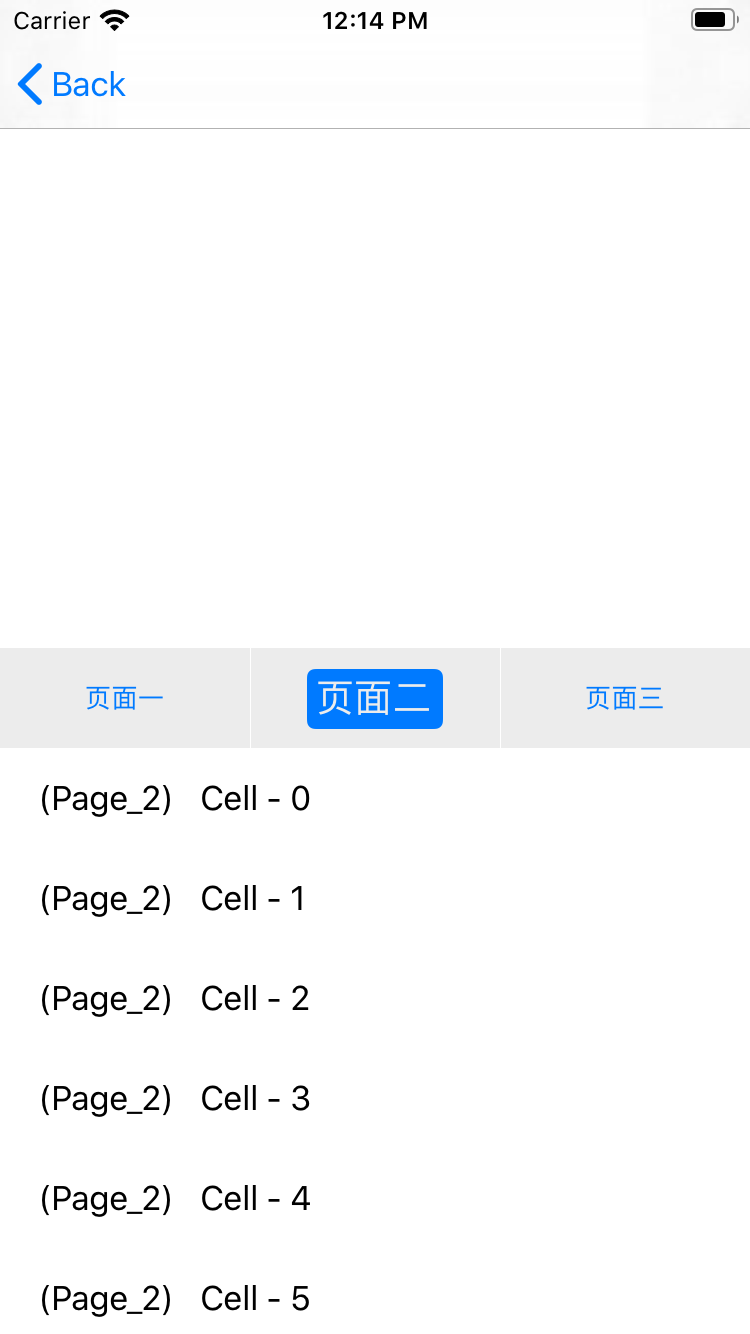 Carrier 12:14 PM
Back
页面一 页面二 页面三
(Page_2) Cell - 0
(Page_2) Cell - 1
(Page_2) Cell - 2
(Page_2) Cell - 3
(Page_2) Cell - 4
(Page_2) Cell - 5